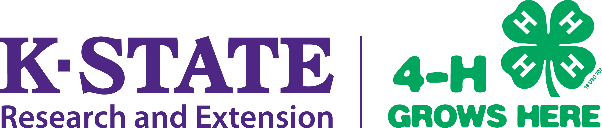 K-STATE
Research and Extension
4-H
GROWS HERE
H H
H H